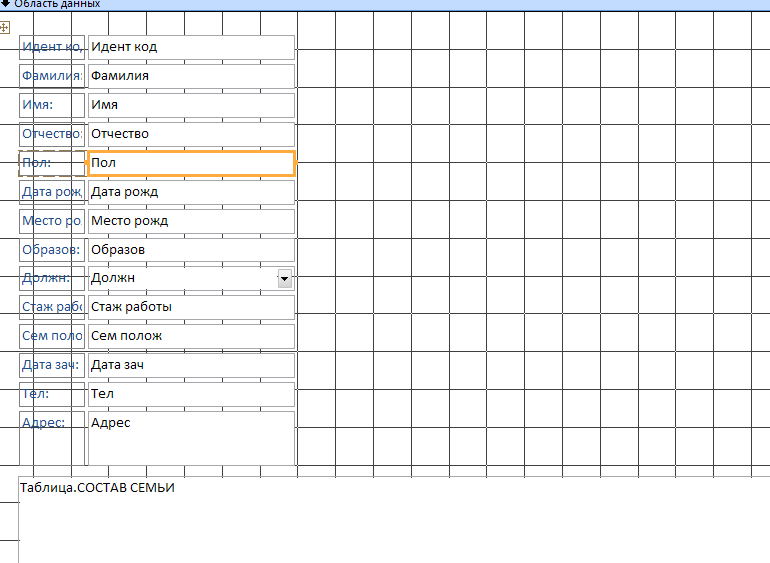 Область данных
Идент код Идент код
Фамилия: Фамилия
Имя: Имя
Отчество: Отчество
Пол: Пол
Дата рожд Дата рожд
Место ро Место рожд
Образов: Образов
Должн: Должн
Стаж рабо Стаж работы
Сем поло Сем полож
Дата зач: Дата зач
Тел: Тел
Адрес: Адрес
Таблица.СОСТАВ СЕМЬИ